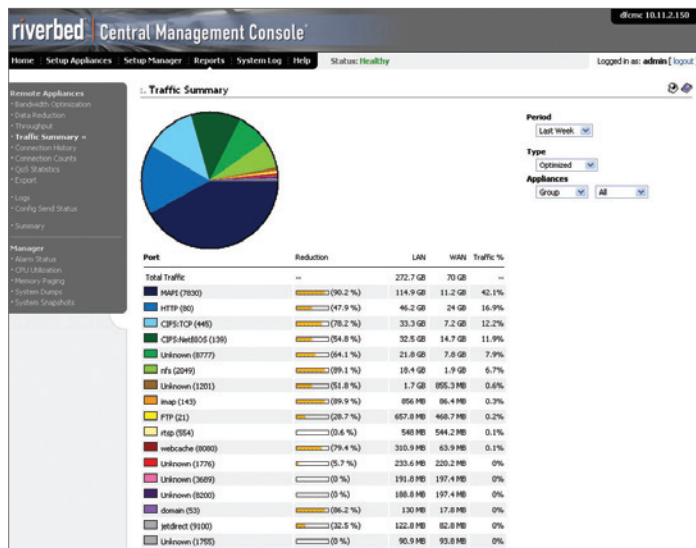 dfcmc 10.11.2.150
riverbed Central Management Console
Home Setup Appliances Setup Manager Reports System Log Help Status: Healthy Logged in as: admin [ logout
Remote Appliances
Bandwidth Optimization
Data Reduction
Throughput
Traffic Summary »
Connection History
Connection Counts
QoS Statistics
Export
Logs
Config Send Status
Summary
Manager
Alarm Status
CPU Utilization
Memory Paging
System Dumps
System Snapshots
:. Traffic Summary
Period
Last Week
Type
Optimized
Appliances
Group All
Port Reduction LAN WAN Traffic %
Total Traffic -- 272.7 GB 70 GB --
MAPI (7830) (90.2 %) 114.9 GB 11.2 GB 42.1%
HTTP (80) (47.9 %) 46.2 GB 24 GB 16.9%
CIFS:TCP (445) (78.2 %) 33.3 GB 7.2 GB 12.2%
CIFS:NetBIOS (139) (54.8 %) 32.5 GB 14.7 GB 11.9%
Unknown (8777) (64.1 %) 21.8 GB 7.8 GB 7.9%
nfs (2049) (89.1 %) 18.4 GB 1.9 GB 6.7%
Unknown (1201) (51.8 %) 1.7 GB 855.3 MB 0.6%
imap (143) (89.9 %) 856 MB 86.4 MB 0.3%
FTP (21) (28.7 %) 657.8 MB 468.7 MB 0.2%
rtsp (554) (0.6 %) 548 MB 544.2 MB 0.1%
webcache (8080) (79.4 %) 310.9 MB 63.9 MB 0.1%
Unknown (1776) (5.7 %) 233.6 MB 220.2 MB 0%
Unknown (3689) (0 %) 191.8 MB 197.4 MB 0%
Unknown (8200) (0 %) 188.8 MB 197.4 MB 0%
domain (53) (86.2 %) 130 MB 17.8 MB 0%
jetdirect (9100) (32.5 %) 122.8 MB 82.8 MB 0%
Unknown (1755) (0 %) 90.9 MB 93.8 MB 0%